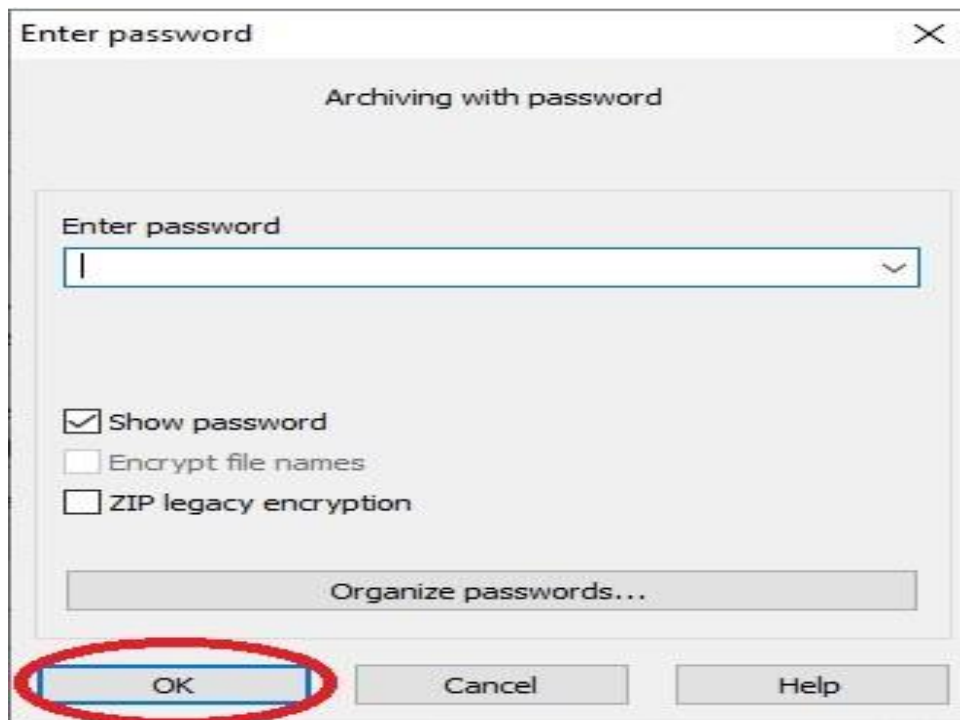 Enter password
Archiving with password
Enter password
Show password
Encrypt file names
ZIP legacy encryption
Organize passwords...
OK Cancel Help